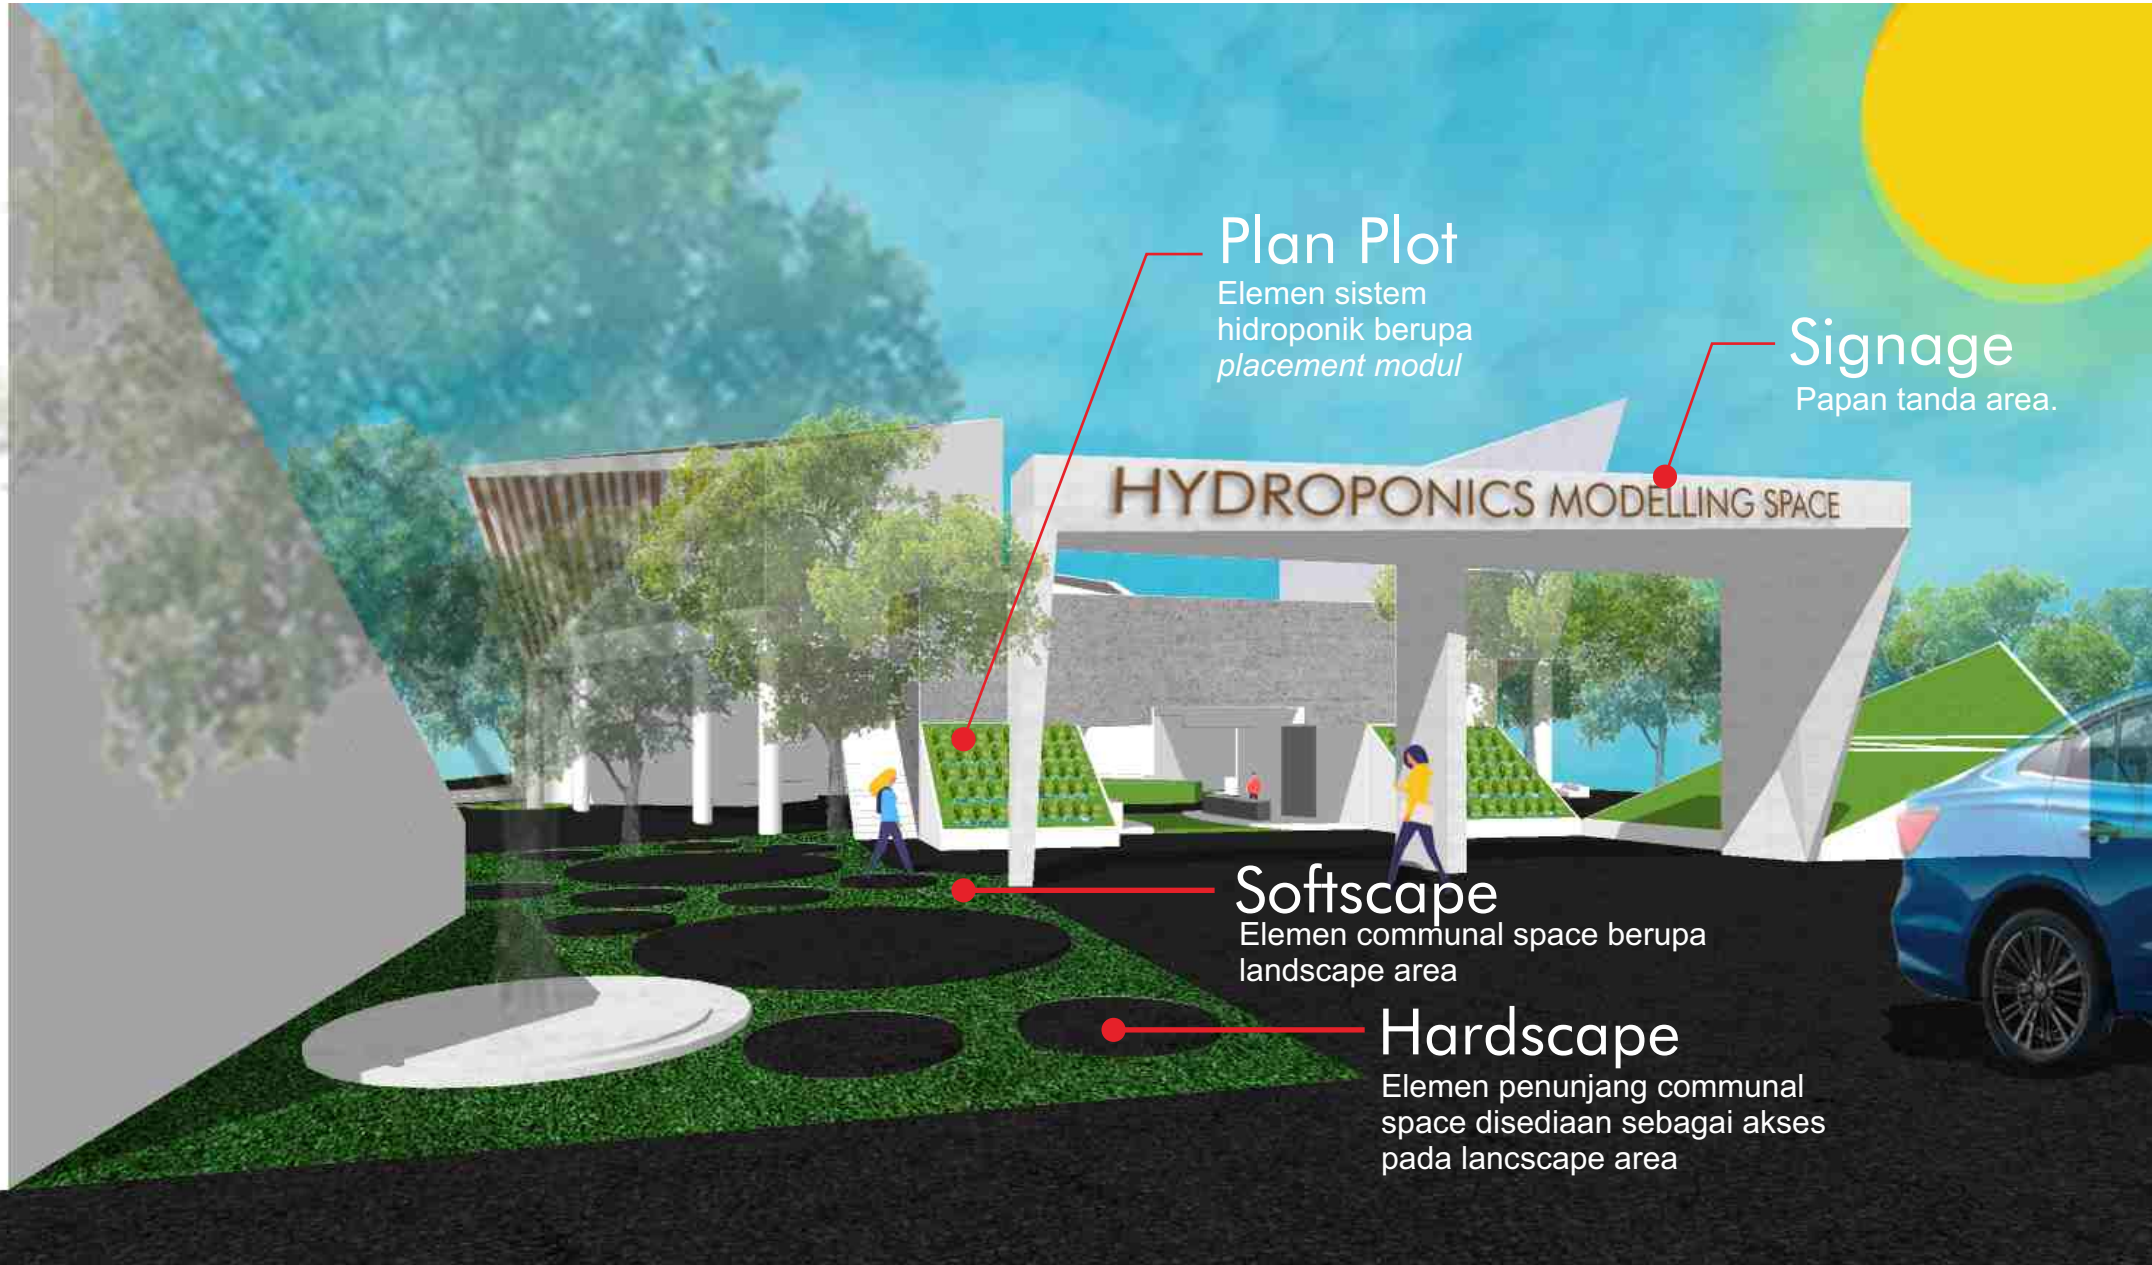 Plan Plot
Elemen sistem
hidroponik berupa
placement modul
Signage
Papan tanda area.
HYDROPONICS MODELLING SPACE
Softscape
Elemen communal space berupa
landscape area
Hardscape
Elemen penunjang communal
space disediaan sebagai akses
pada lancscape area